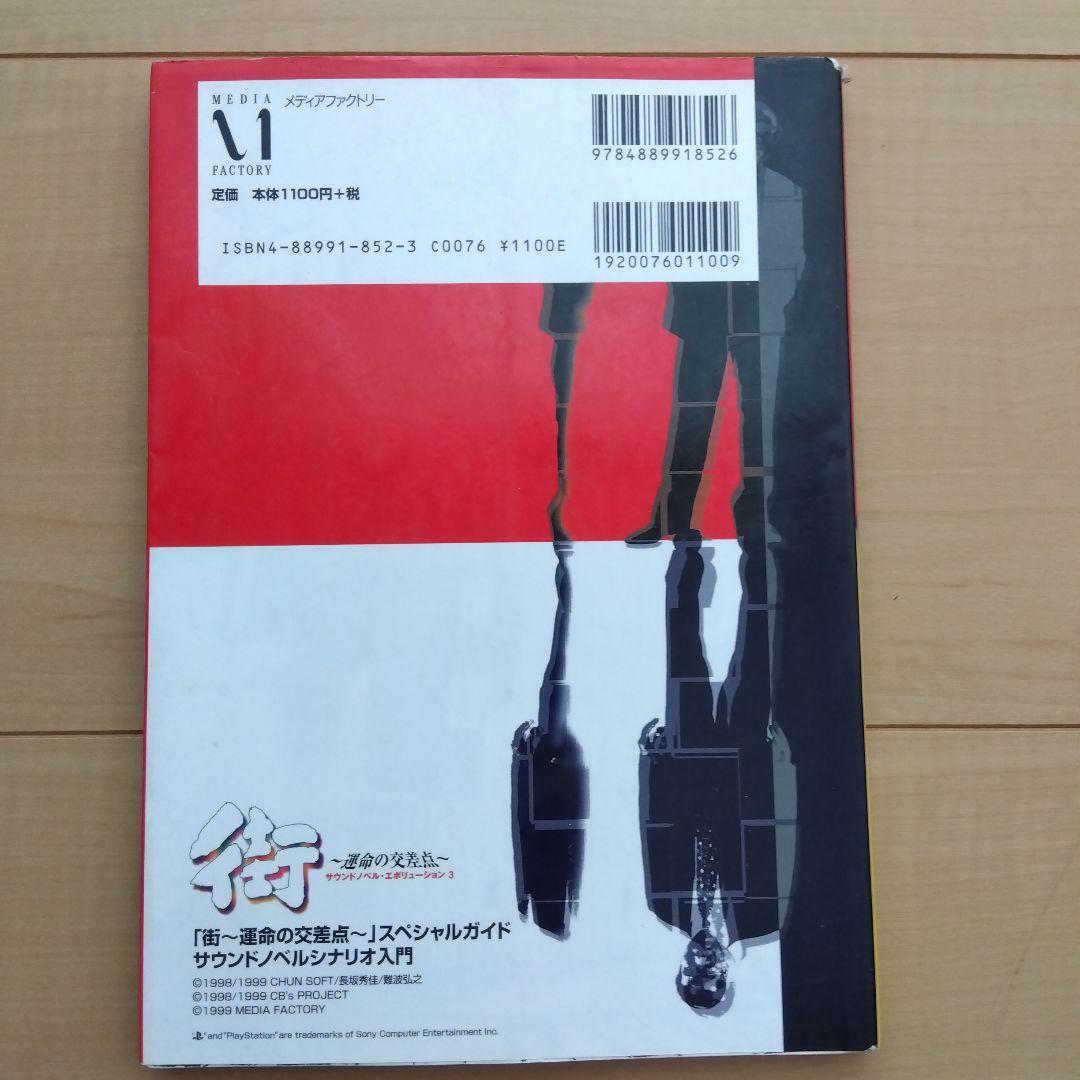 MEDIA
FACTORY
メディアファクトリー
定価 本体1100円+税
9784889918526
ISBN4-88991-852-3 C0076 ¥1100E
1920076011009
街
～運命の交差点～
サウンドノベル・エボリューション 3
「街～運命の交差点～」スペシャルガイド
サウンドノベルシナリオ入門
©1998/1999 CHUN SOFT/長坂秀佳/難波弘之
©1998/1999 CB's PROJECT
©1999 MEDIA FACTORY
" " and "PlayStation" are trademarks of Sony Computer Entertainment Inc.